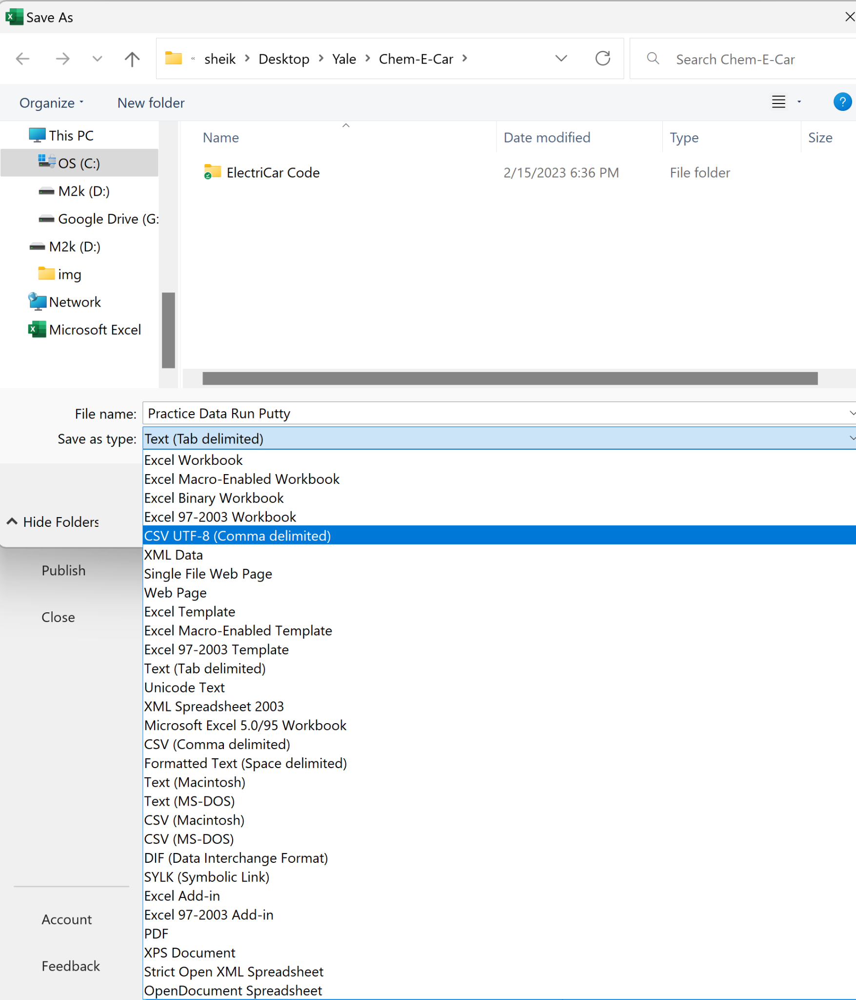 Save As
« sheik > Desktop > Yale > Chem-E-Car >
Search Chem-E-Car
Organize
New folder
?
This PC
OS (C:)
M2k (D:)
Google Drive (G:
M2k (D:)
img
Network
Microsoft Excel
Name
Date modified
Type
Size
ElectriCar Code
2/15/2023 6:36 PM
File folder
File name: Practice Data Run Putty
Save as type: Text (Tab delimited)
Excel Workbook
Excel Macro-Enabled Workbook
Excel Binary Workbook
Excel 97-2003 Workbook
CSV UTF-8 (Comma delimited)
XML Data
Single File Web Page
Web Page
Excel Template
Excel Macro-Enabled Template
Excel 97-2003 Template
Text (Tab delimited)
Unicode Text
XML Spreadsheet 2003
Microsoft Excel 5.0/95 Workbook
CSV (Comma delimited)
Formatted Text (Space delimited)
Text (Macintosh)
Text (MS-DOS)
CSV (Macintosh)
CSV (MS-DOS)
DIF (Data Interchange Format)
SYLK (Symbolic Link)
Excel Add-in
Excel 97-2003 Add-in
PDF
XPS Document
Strict Open XML Spreadsheet
OpenDocument Spreadsheet
Hide Folders
Publish
Close
Account
Feedback